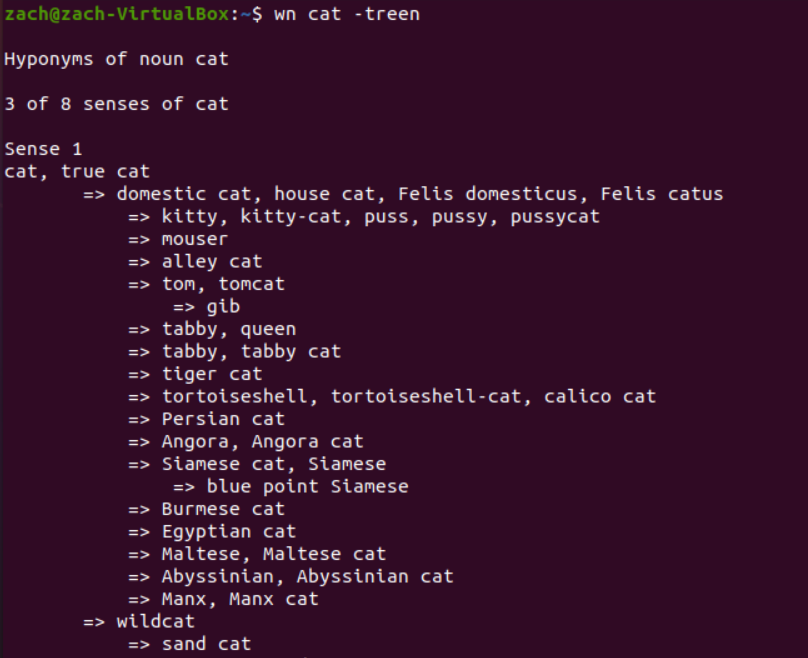 zach@zach-VirtualBox:~$ wn cat -treen
Hyponyms of noun cat
3 of 8 senses of cat
Sense 1
cat, true cat
=> domestic cat, house cat, Felis domesticus, Felis catus
=> kitty, kitty-cat, puss, pussy, pussycat
=> mouser
=> alley cat
=> tom, tomcat
=> gib
=> tabby, queen
=> tabby, tabby cat
=> tiger cat
=> tortoiseshell, tortoiseshell-cat, calico cat
=> Persian cat
=> Angora, Angora cat
=> Siamese cat, Siamese
=> blue point Siamese
=> Burmese cat
=> Egyptian cat
=> Maltese, Maltese cat
=> Abyssinian, Abyssinian cat
=> Manx, Manx cat
=> wildcat
=> sand cat